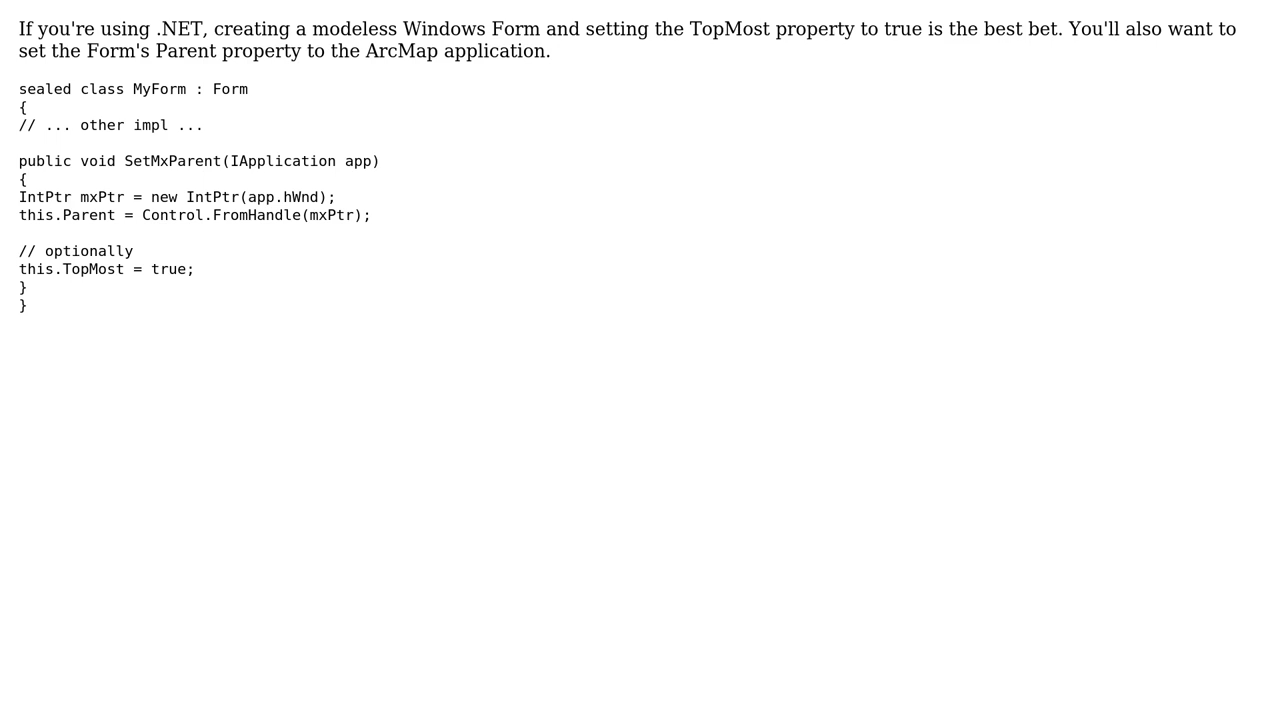 If you're using .NET, creating a modeless Windows Form and setting the TopMost property to true is the best bet. You'll also want to
set the Form's Parent property to the ArcMap application.
sealed class MyForm : Form
{
// ... other impl ...
public void SetMxParent(IApplication app)
{
IntPtr mxPtr = new IntPtr(app.hWnd);
this.Parent = Control.FromHandle(mxPtr);
// optionally
this.TopMost = true;
}
}